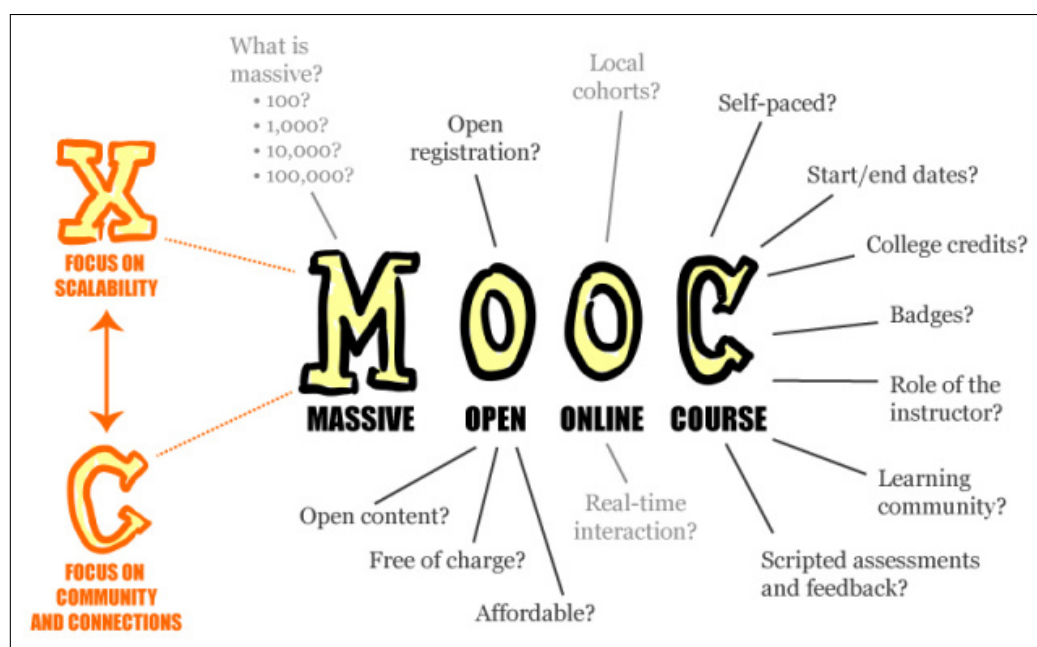 What is
massive?
• 100?
• 1,000?
• 10,000?
• 100,000?
Open
registration?
Local
cohorts?
Self-paced?
Start/end dates?
College credits?
Badges?
Role of the
instructor?
Learning
community?
Scripted assessments
and feedback?
X
FOCUS ON
SCALABILITY
C
FOCUS ON
COMMUNITY
AND CONNECTIONS
MOOC
MASSIVE OPEN ONLINE COURSE
Open content?
Free of charge?
Affordable?
Real-time
interaction?